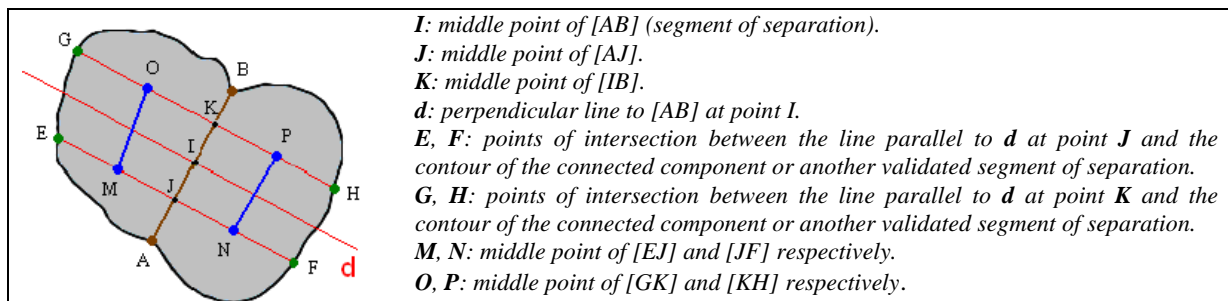 G
O
B
K
E
P
I
M
J
H
N
A
F
d
I: middle point of [AB] (segment of separation).
J: middle point of [AJ].
K: middle point of [IB].
d: perpendicular line to [AB] at point I.
E, F: points of intersection between the line parallel to d at point J and the
contour of the connected component or another validated segment of separation.
G, H: points of intersection between the line parallel to d at point K and the
contour of the connected component or another validated segment of separation.
M, N: middle point of [EJ] and [JF] respectively.
O, P: middle point of [GK] and [KH] respectively.